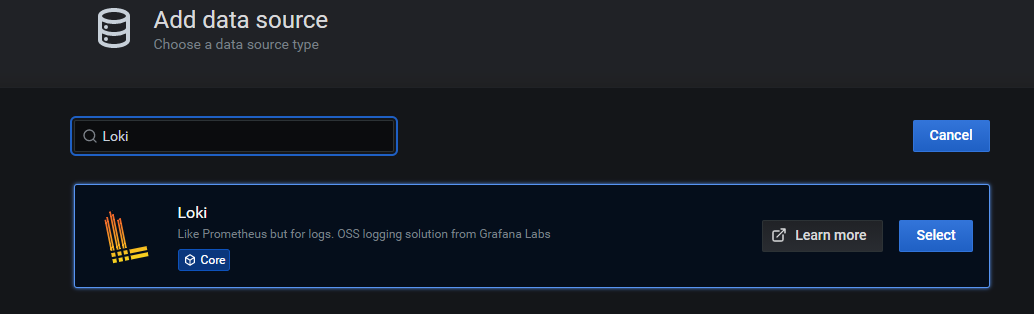 Add data source
Choose a data source type
Loki
Cancel
Loki
Like Prometheus but for logs. OSS logging solution from Grafana Labs
Core
Learn more
Select